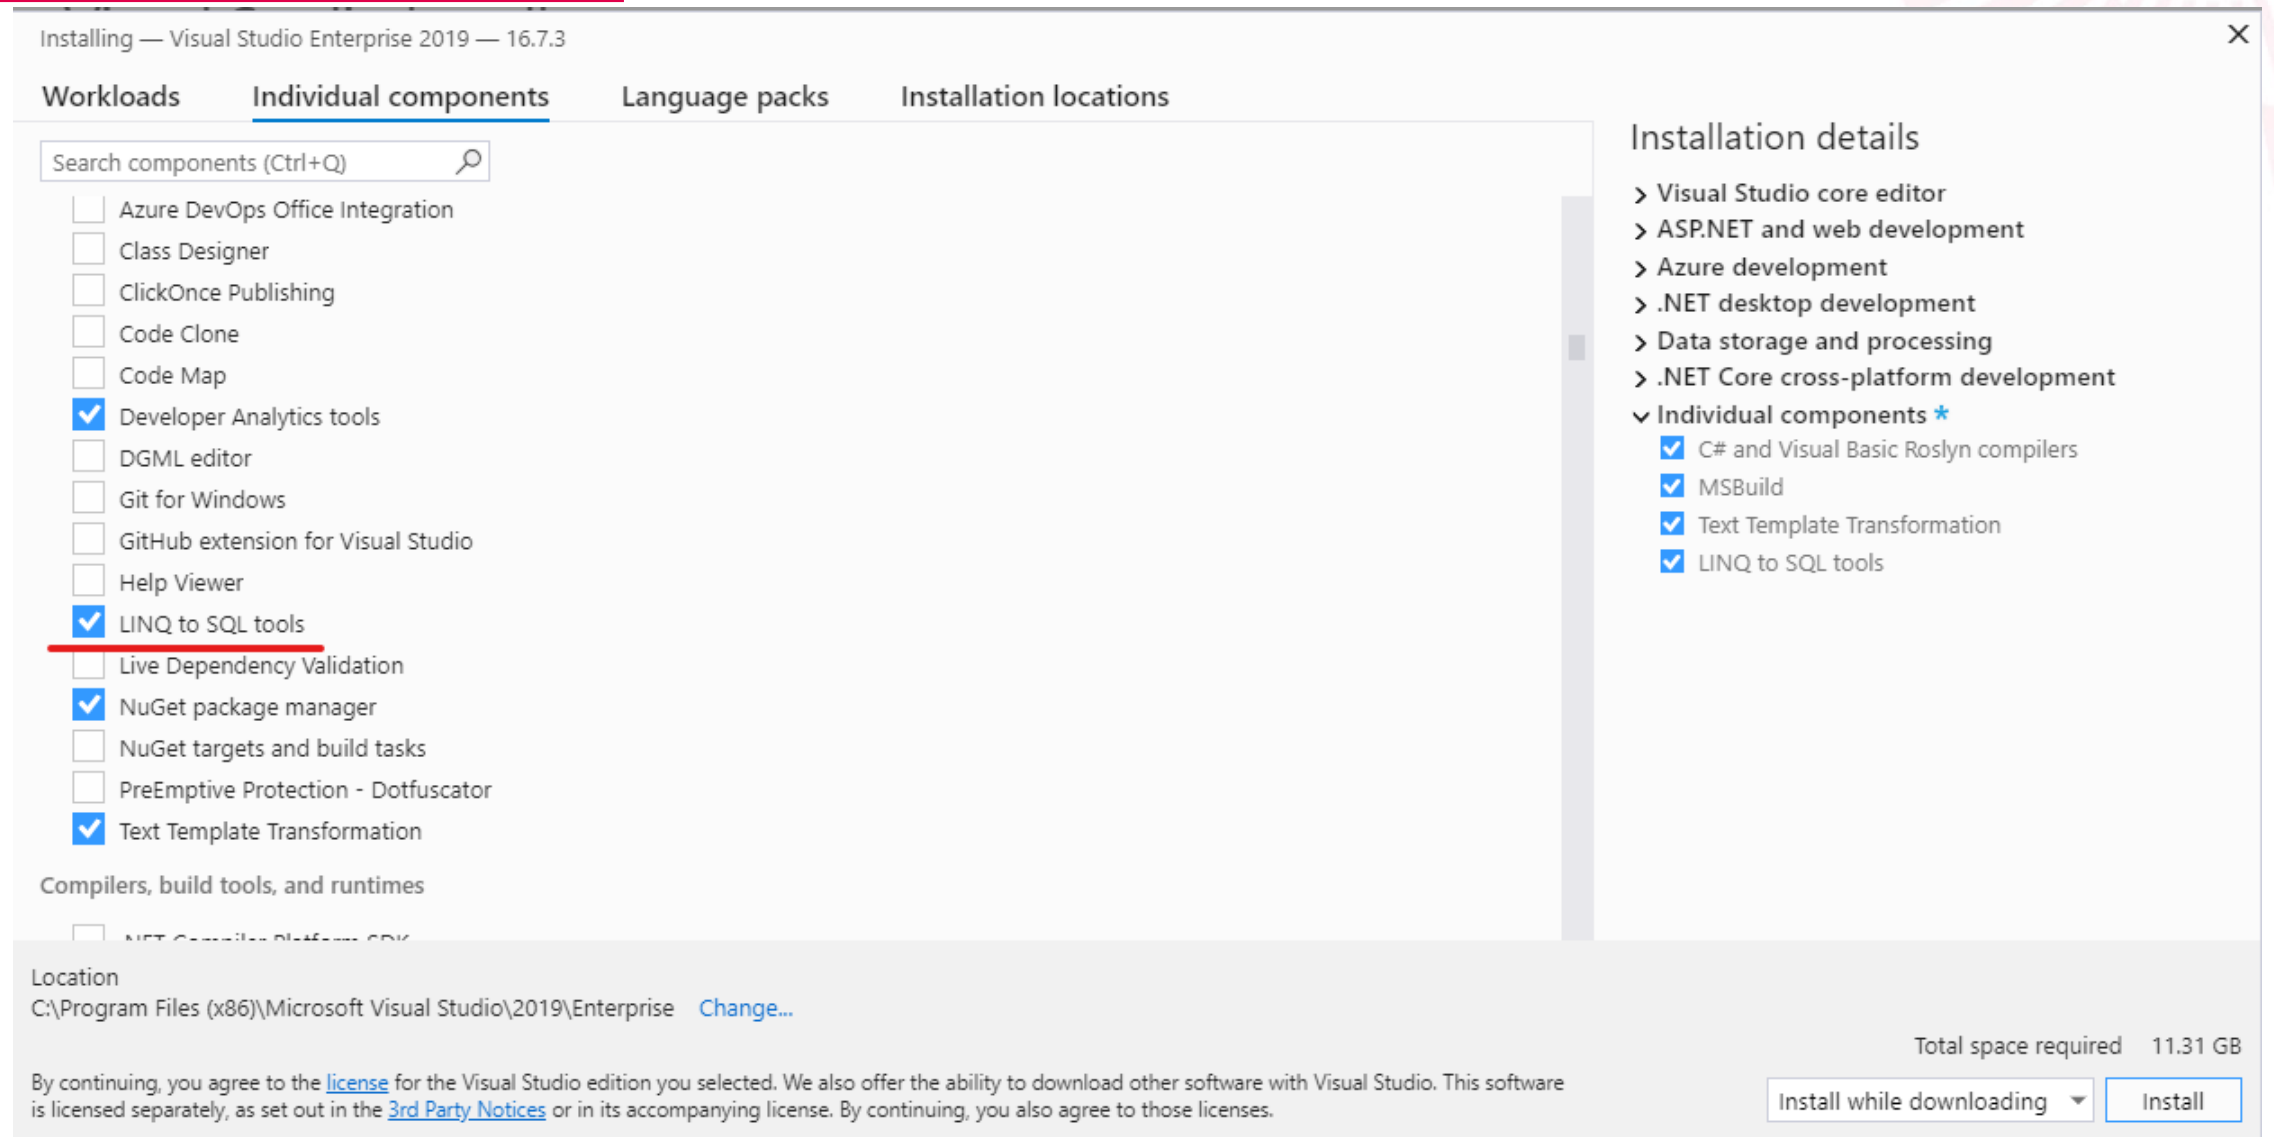 Installing — Visual Studio Enterprise 2019 — 16.7.3
Workloads Individual components Language packs Installation locations
Search components (Ctrl+Q)
Azure DevOps Office Integration
Class Designer
ClickOnce Publishing
Code Clone
Code Map
Developer Analytics tools
DGML editor
Git for Windows
GitHub extension for Visual Studio
Help Viewer
LINQ to SQL tools
Live Dependency Validation
NuGet package manager
NuGet targets and build tasks
PreEmptive Protection - Dotfuscator
Text Template Transformation
Compilers, build tools, and runtimes
.NET Compiler Platform SDK
Installation details
Visual Studio core editor
ASP.NET and web development
Azure development
.NET desktop development
Data storage and processing
.NET Core cross-platform development
Individual components *
C# and Visual Basic Roslyn compilers
MSBuild
Text Template Transformation
LINQ to SQL tools
Location
C:\Program Files (x86)\Microsoft Visual Studio\2019\Enterprise Change...
Total space required 11.31 GB
By continuing, you agree to the license for the Visual Studio edition you selected. We also offer the ability to download other software with Visual Studio. This software
is licensed separately, as set out in the 3rd Party Notices or in its accompanying license. By continuing, you also agree to those licenses.
Install while downloading Install